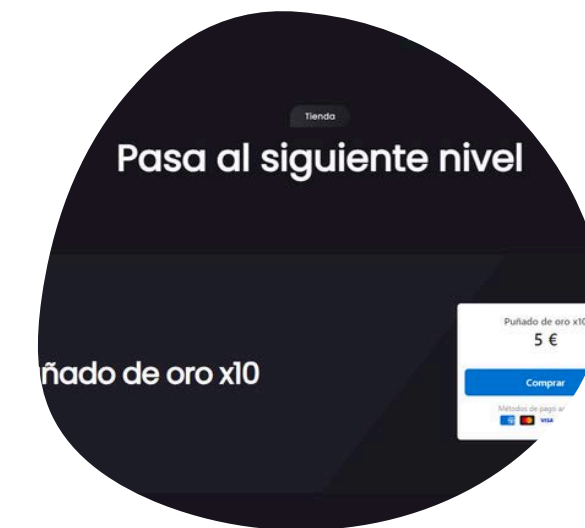 Tienda
Pasa al siguiente nivel
ñado de oro x10
Puñado de oro x10
5 €
Comprar
Métodos de pago
VISA